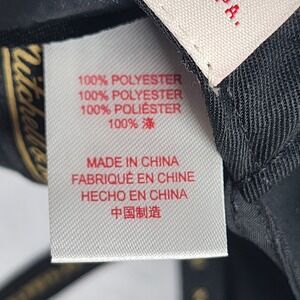 P.A.
100% POLYESTER
100% POLYESTER
100% POLIÉSTER
100% 涤
MADE IN CHINA
FABRIQUÉ EN CHINE
HECHO EN CHINA
中国制造